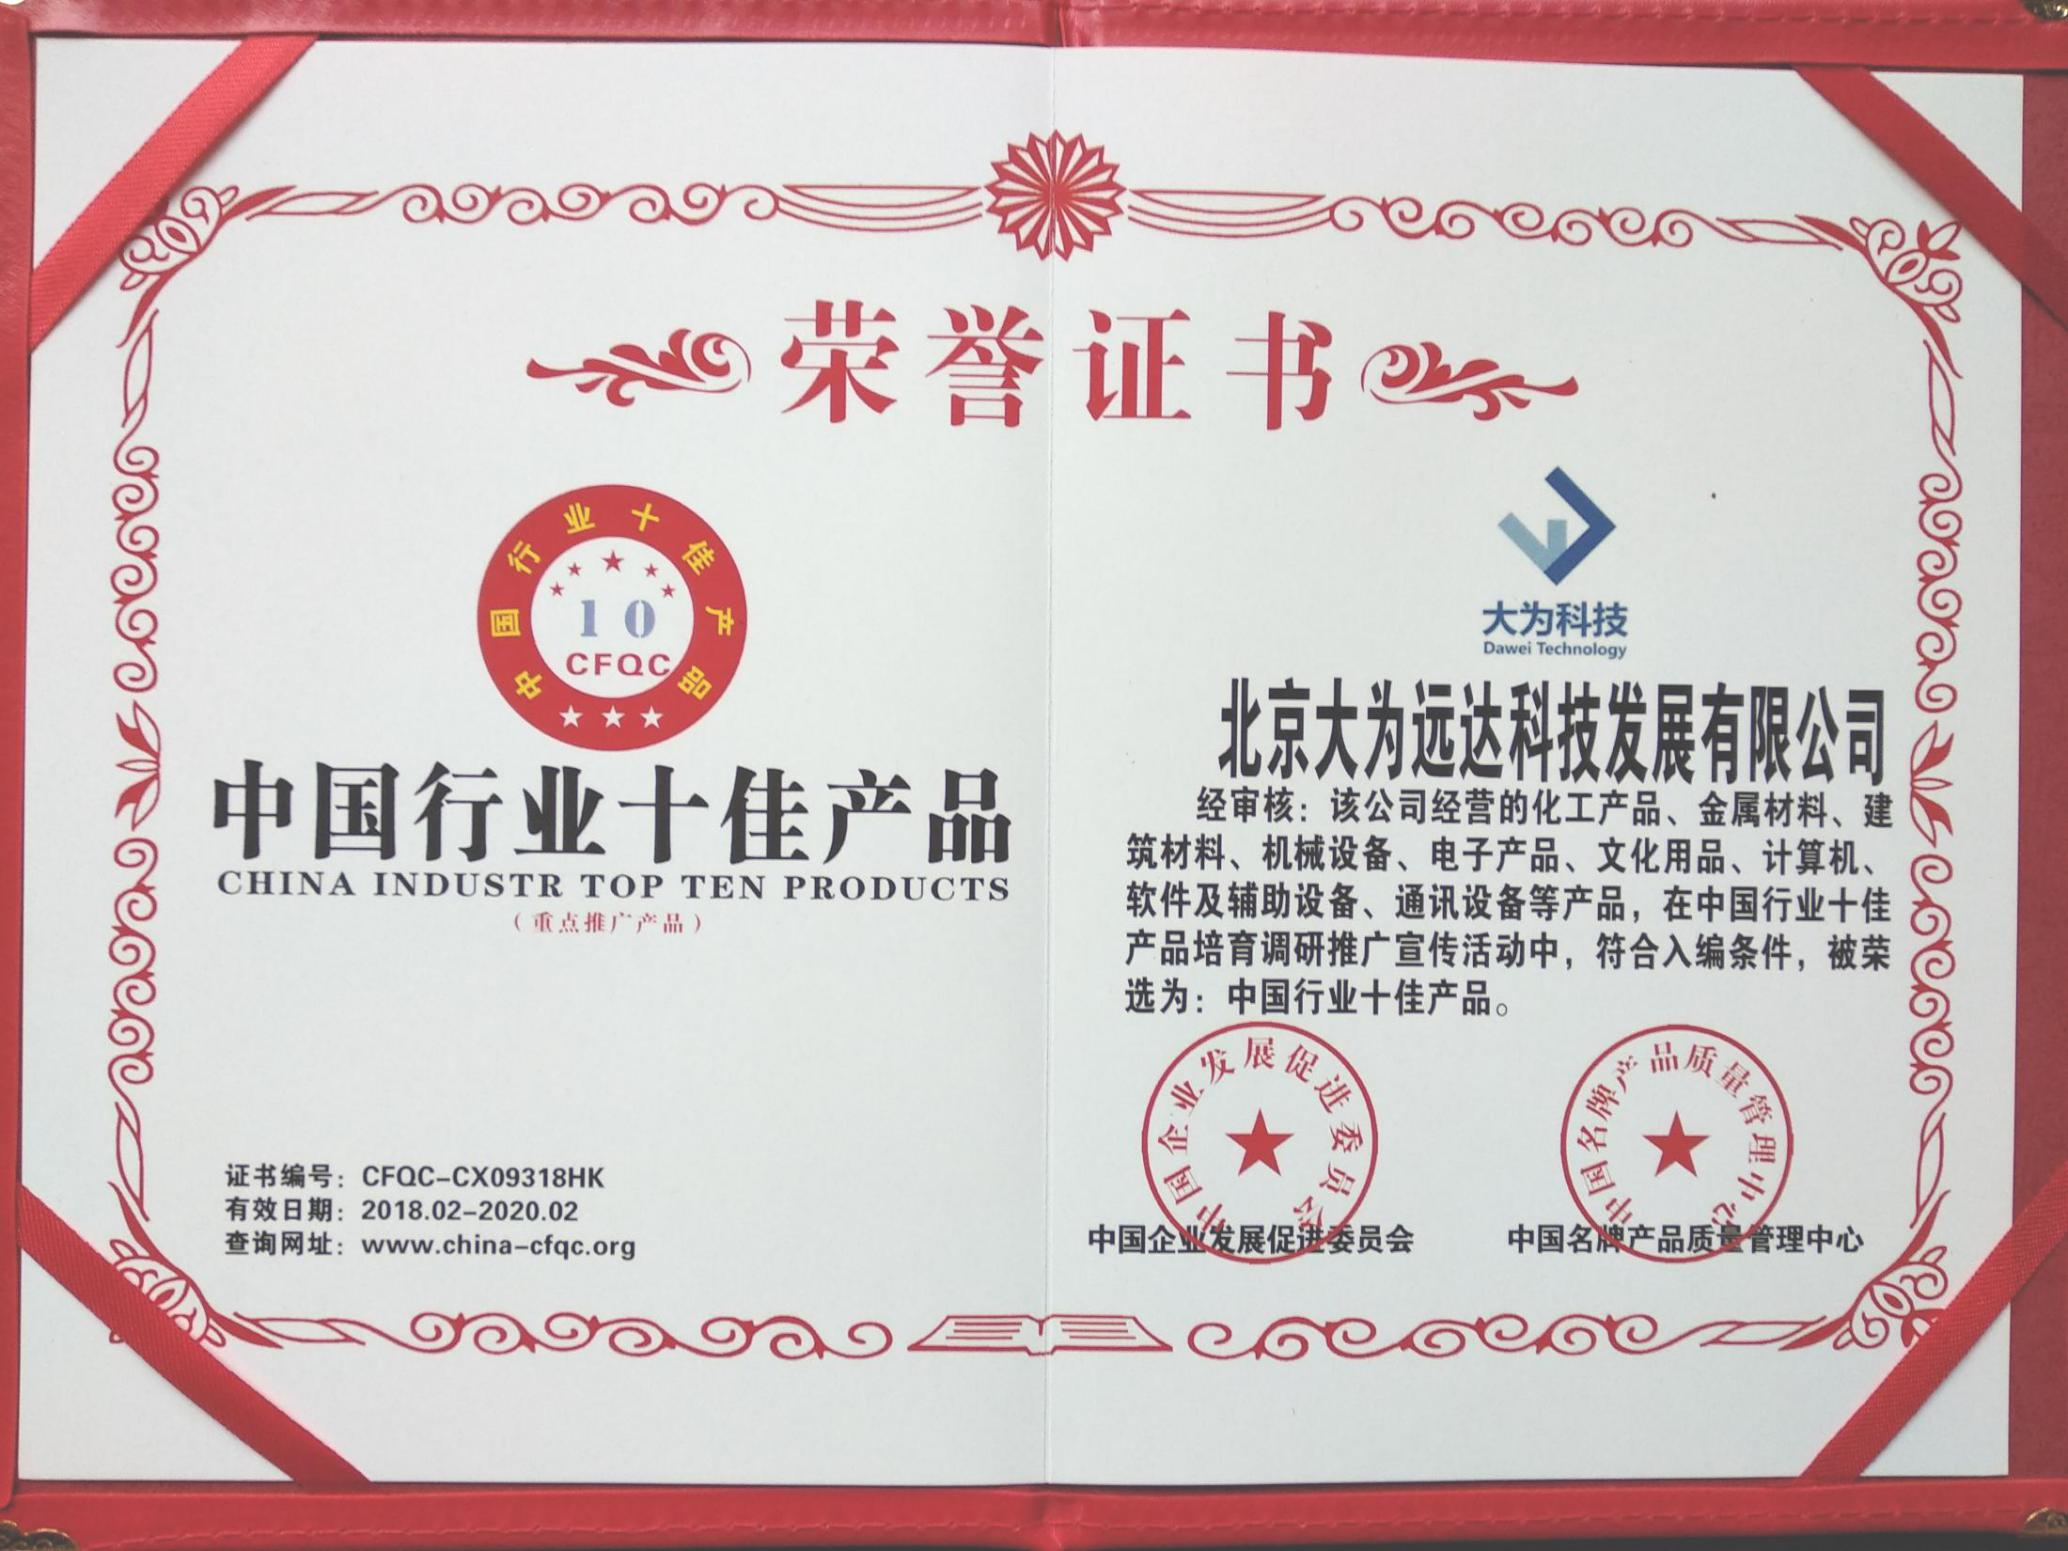 荣誉证书
中国行业十佳产品
10
CFQC
中国行业十佳产品
CHINA INDUSTR TOP TEN PRODUCTS
（重点推广产品）
证书编号：CFQC-CX09318HK
有效日期：2018.02-2020.02
查询网址：www.china-cfqc.org
大为科技
Dawei Technology
北京大为远达科技发展有限公司
经审核：该公司经营的化工产品、金属材料、建
筑材料、机械设备、电子产品、文化用品、计算机、
软件及辅助设备、通讯设备等产品，在中国行业十佳
产品培育调研推广宣传活动中，符合入编条件，被荣
选为：中国行业十佳产品。
中国企业发展促进委员会
中国企业发展促进委员会
中国名牌产品质量管理中心
中国名牌产品质量管理中心